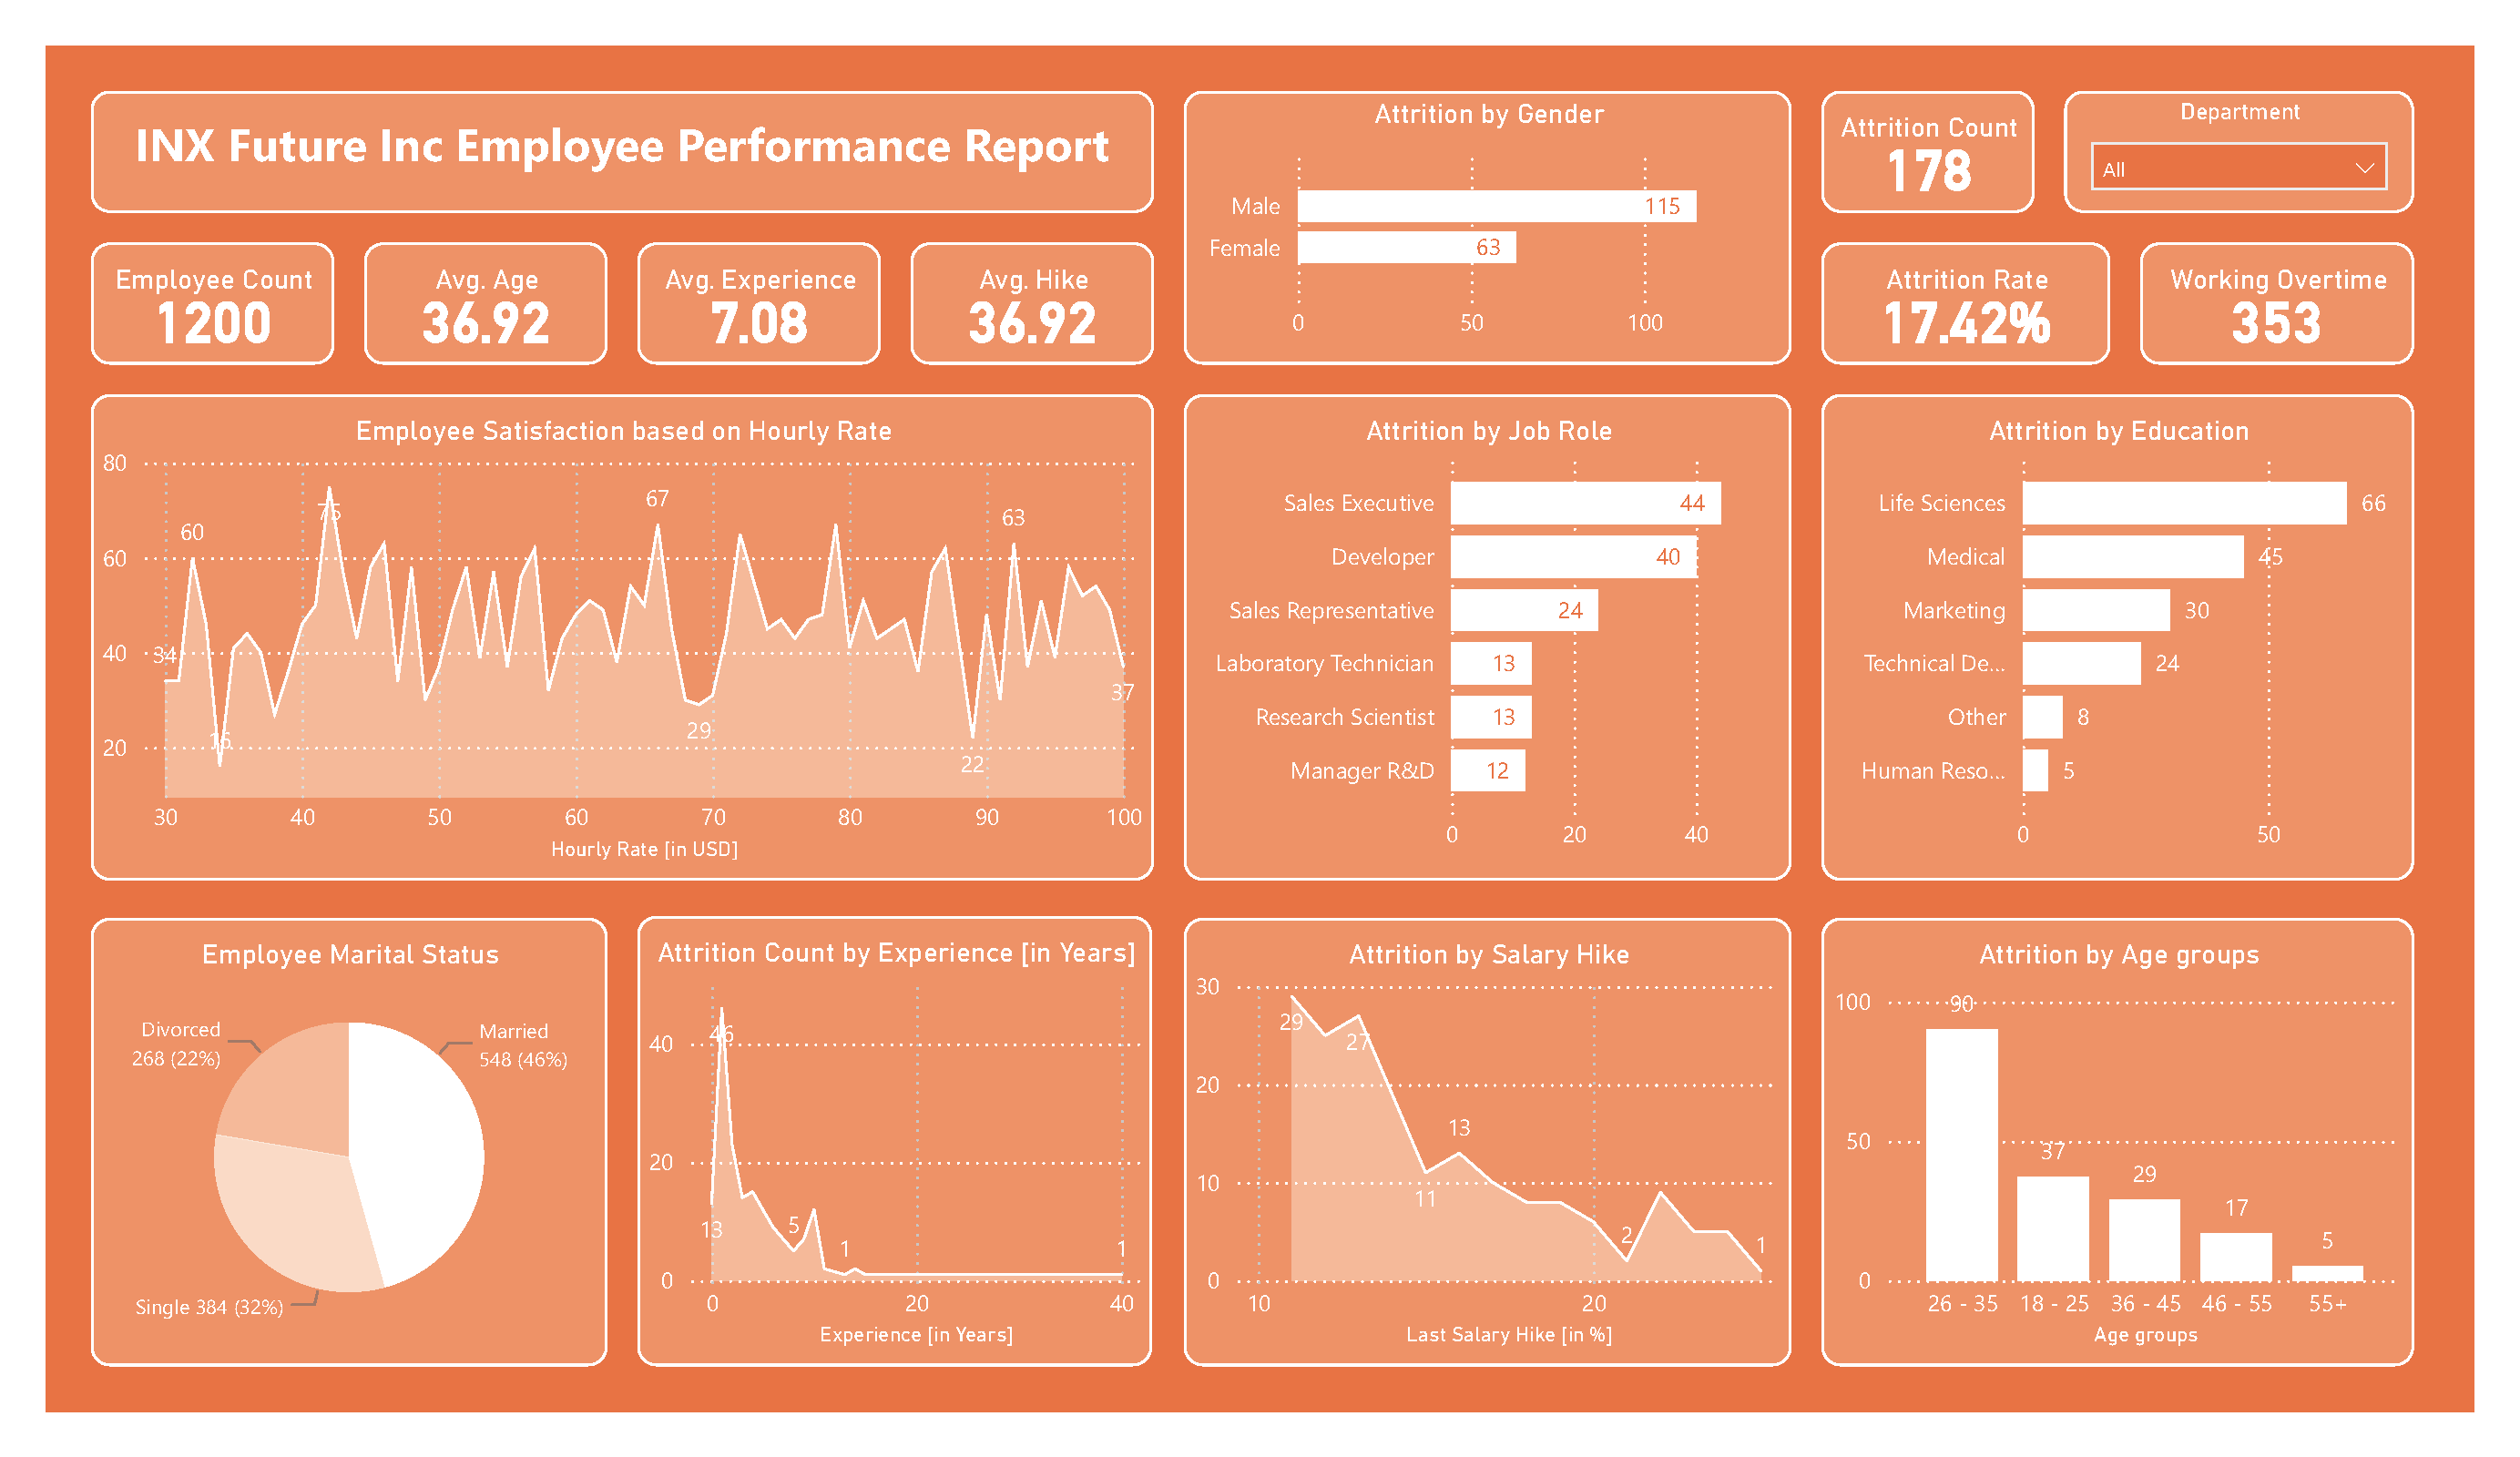 INX Future Inc Employee Performance Report
Employee Count
1200
Avg. Age
36.92
Avg. Experience
7.08
Avg. Hike
36.92
Attrition by Gender
Male
115
Female
63
0
50
100
Attrition Count
178
Department
All
Attrition Rate
17.42%
Working Overtime
353
Employee Satisfaction based on Hourly Rate
80
60
40
20
34
60
16
75
67
29
22
63
37
30
40
50
60
70
80
90
100
Hourly Rate [in USD]
Attrition by Job Role
Sales Executive
44
Developer
40
Sales Representative
24
Laboratory Technician
13
Research Scientist
13
Manager R&D
12
0
20
40
Attrition by Education
Life Sciences
66
Medical
45
Marketing
30
Technical De...
24
Other
8
Human Reso...
5
0
50
Employee Marital Status
Divorced
268 (22%)
Married
548 (46%)
Single 384 (32%)
Attrition Count by Experience [in Years]
40
20
0
46
13
5
1
1
0
20
40
Experience [in Years]
Attrition by Salary Hike
30
20
10
0
29
27
11
13
2
1
10
20
Last Salary Hike [in %]
Attrition by Age groups
100
50
0
90
37
29
17
5
26 - 35
18 - 25
36 - 45
46 - 55
55+
Age groups